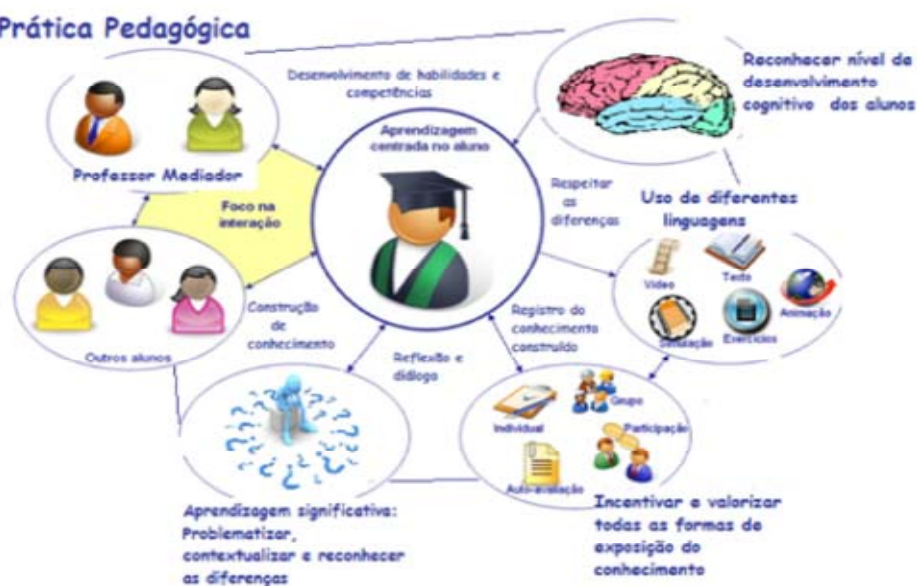 Prática Pedagógica
Desenvolvimento de habilidades e
competências
Reconhecer nível de
desenvolvimento
cognitivo dos alunos
Aprendizagem
centrada no aluno
Professor Mediador
Foco na
interação
Respeitar
as
diferenças
Uso de diferentes
linguagens
Vídeo
Texto
Animação
Simulação
Exercícios
Outros alunos
Construção
de
conhecimento
Registro do
conhecimento
construído
Reflexão e
diálogo
Individual
Grupo
Participação
Auto-avaliação
Aprendizagem significativa:
Problematizar,
contextualizar e reconhecer
as diferenças
Incentivar e valorizar
todas as formas de
exposição do
conhecimento